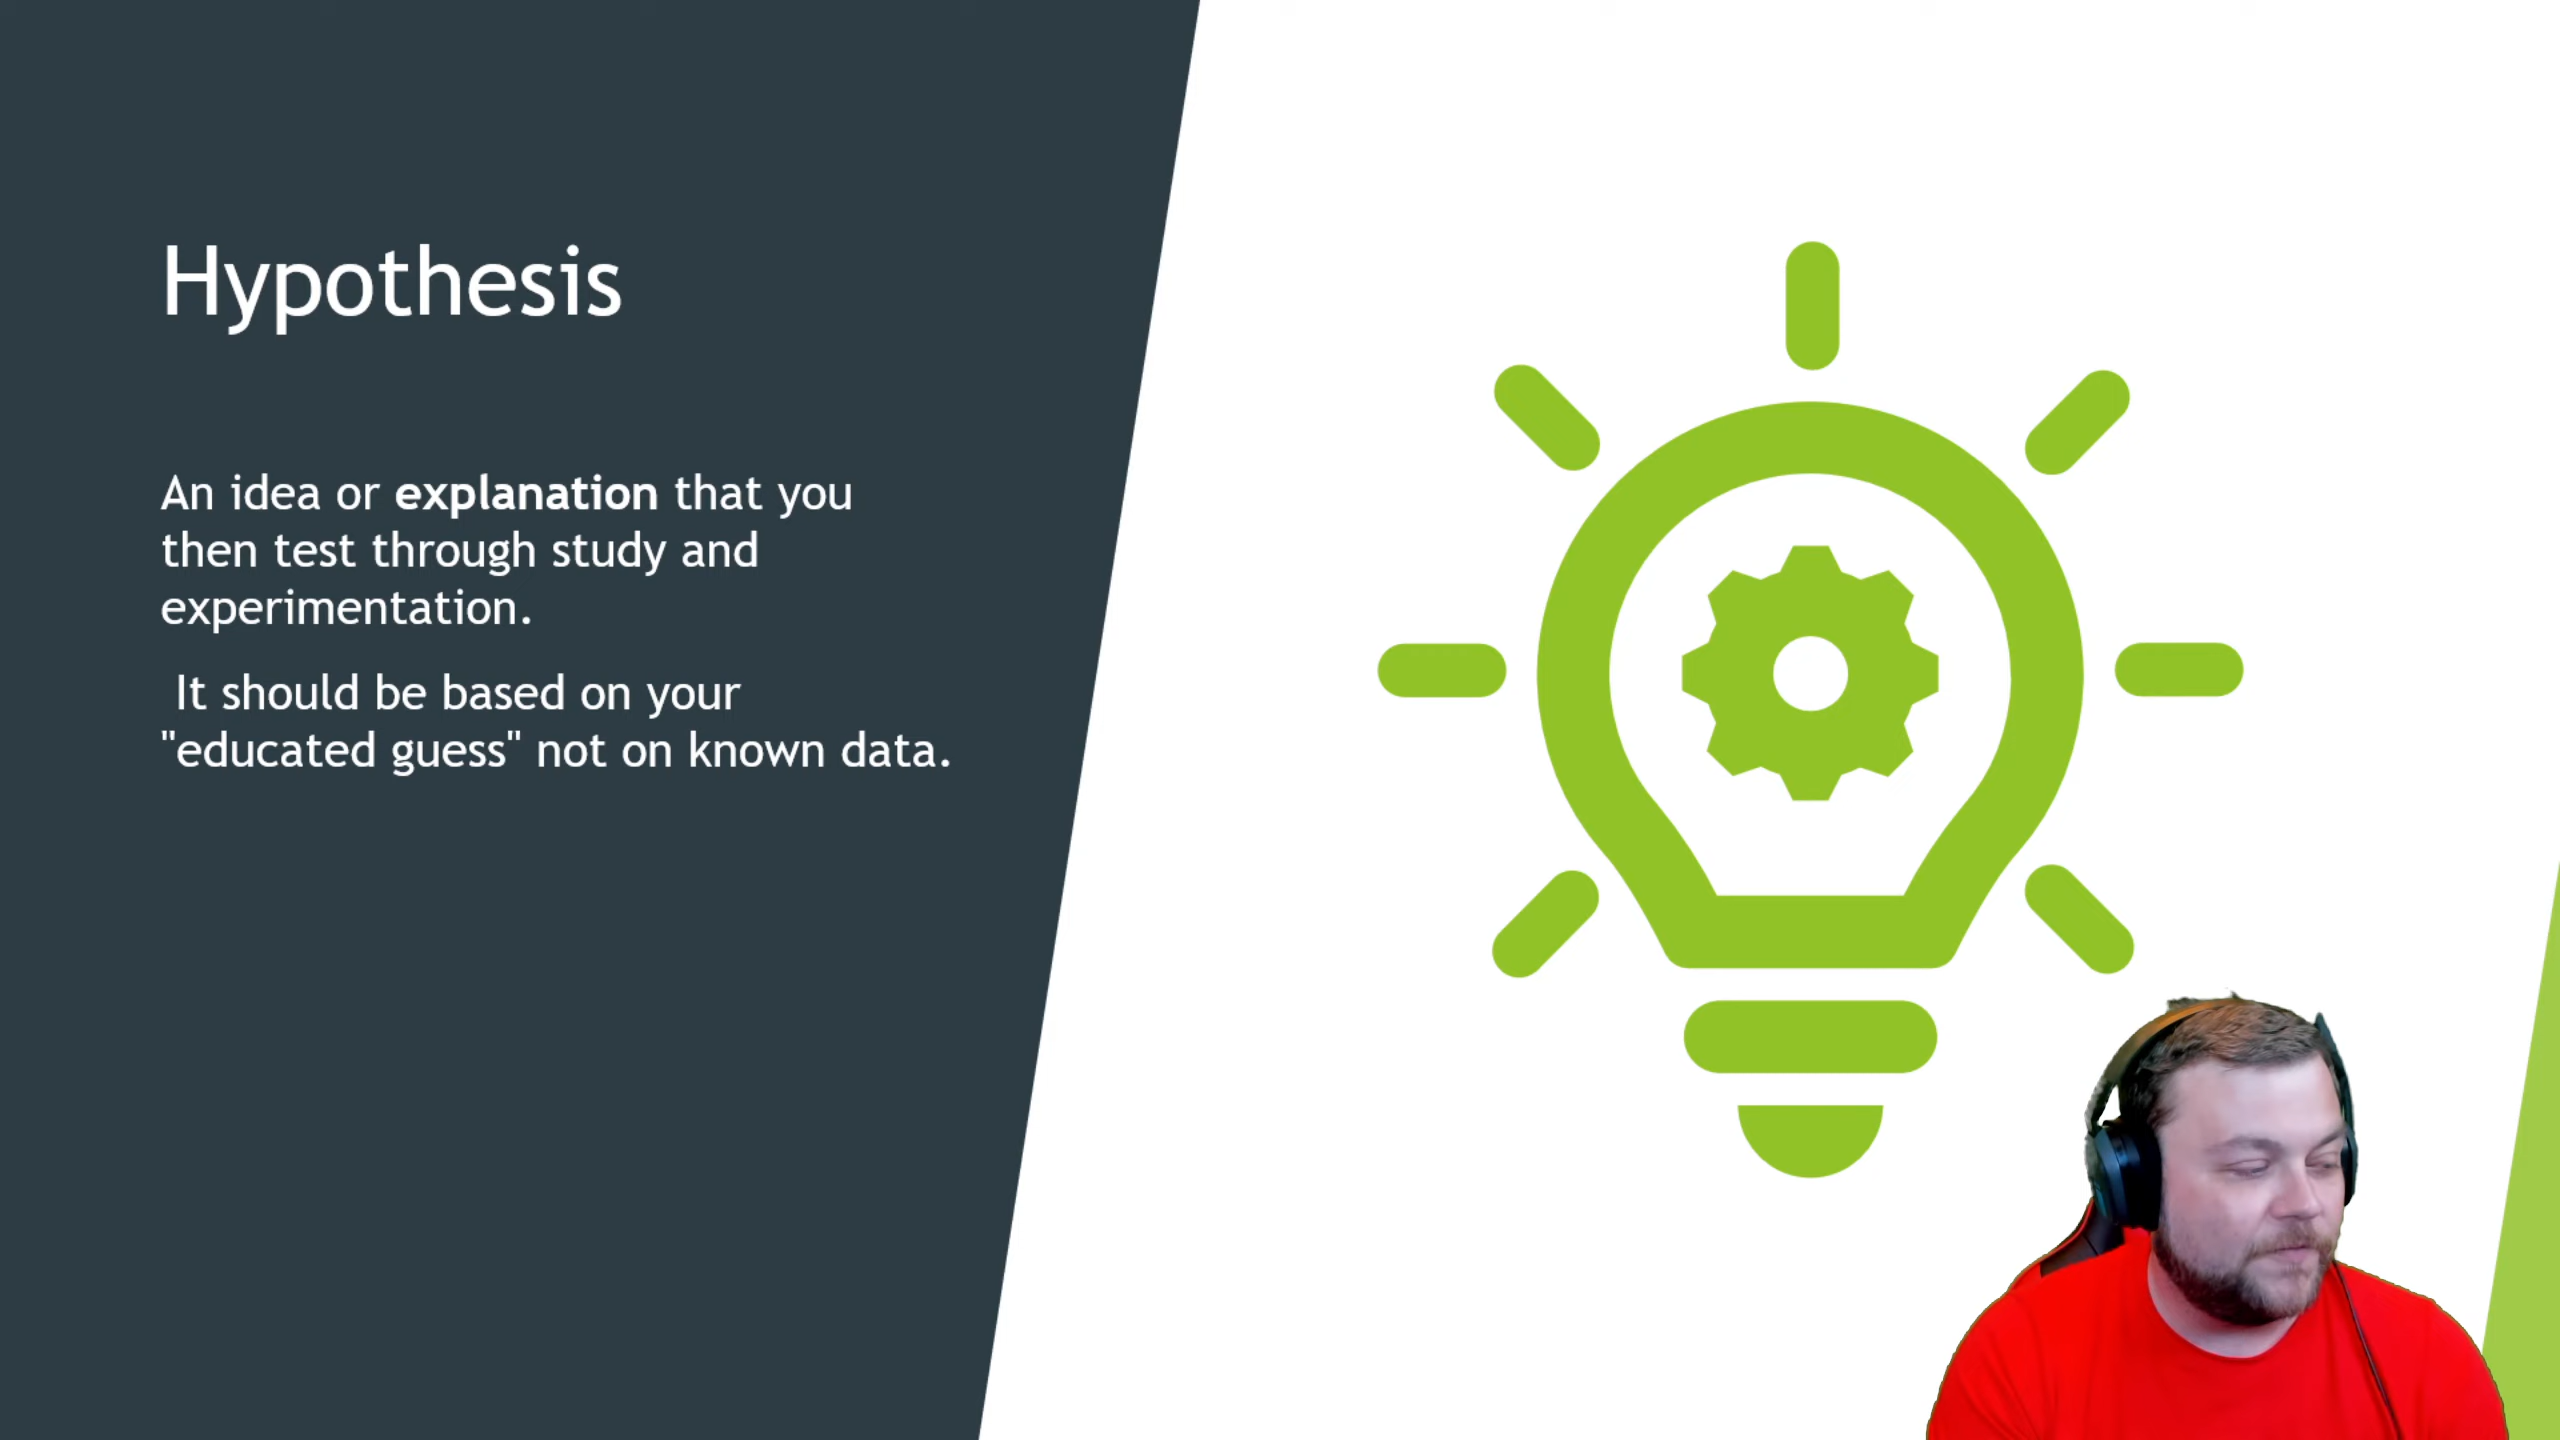 Hypothesis
An idea or explanation that you
then test through study and
experimentation.
It should be based on your
"educated guess" not on known data.